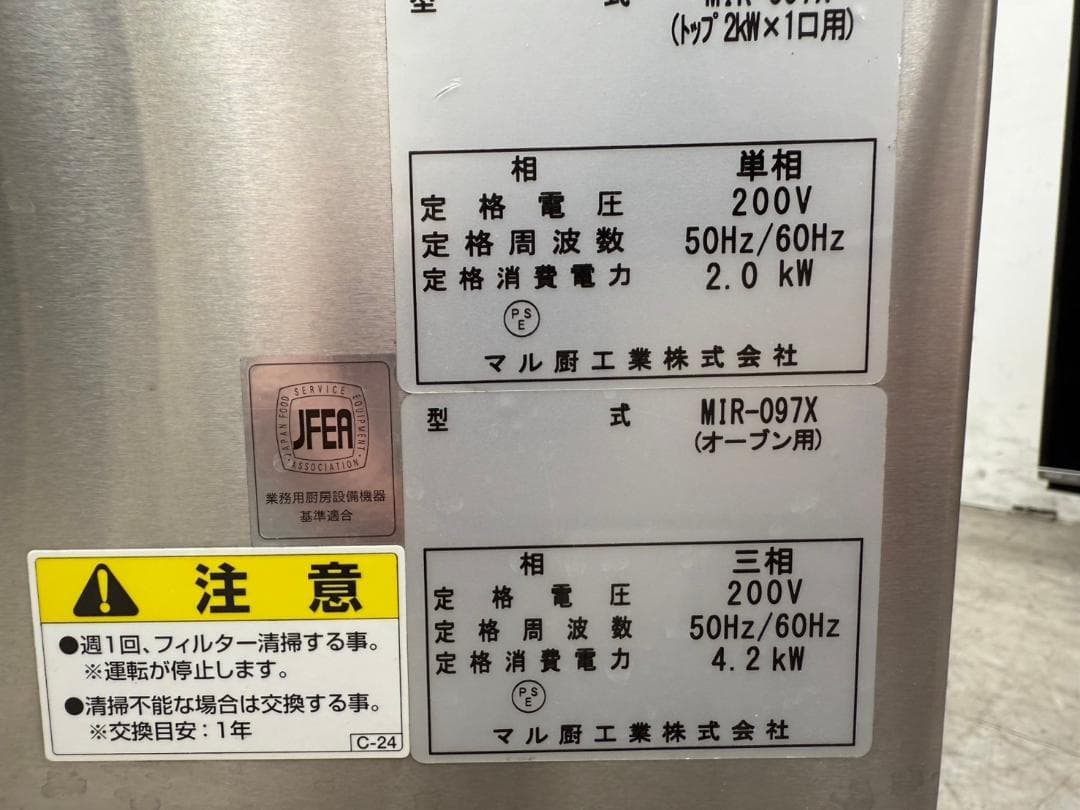 型 式 MIR-097X
(トップ 2kW×1口用)
相 単相
定格電圧 200V
定格周波数 50Hz/60Hz
定格消費電力 2.0 kW
PSE
マル厨工業株式会社
JAPAN FOOD SERVICE EQUIPMENT ASSOCIATION
JFEA
業務用厨房設備機器
基準適合
型 式 MIR-097X
(オーブン用)
相 三相
定格電圧 200V
定格周波数 50Hz/60Hz
定格消費電力 4.2 kW
PSE
マル厨工業株式会社
注意
●週1回、フィルター清掃する事。
※運転が停止します。
●清掃不能な場合は交換する事。
※交換目安：1年
C-24